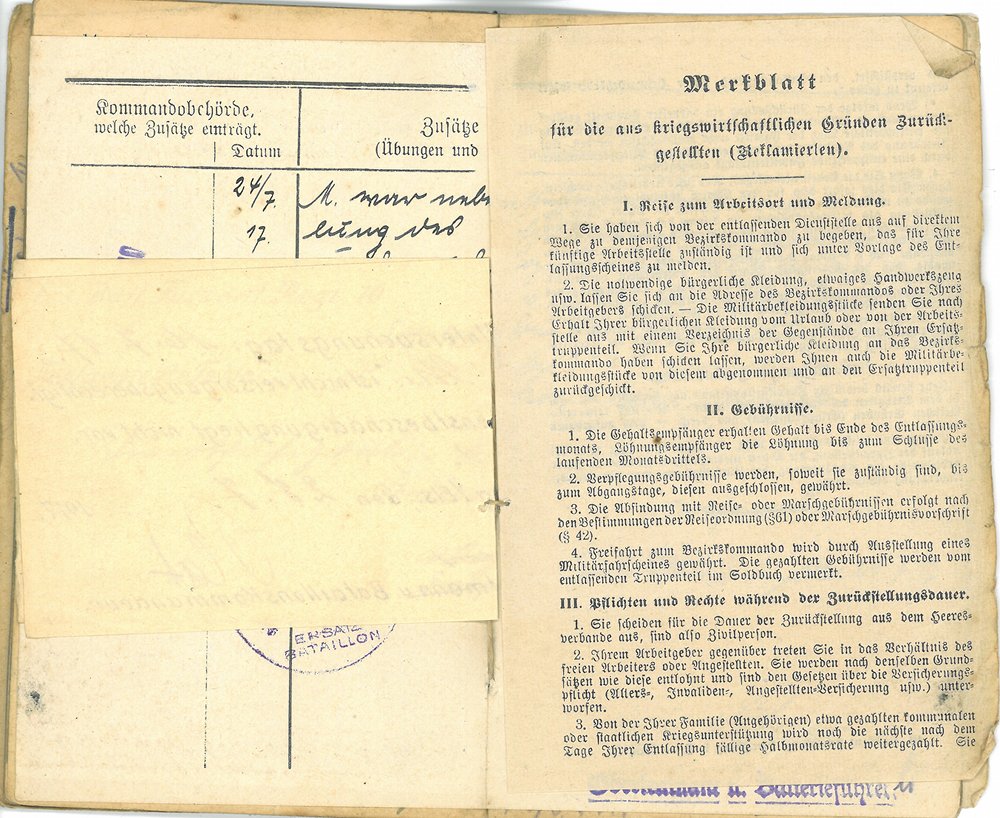 Kommandobehörde,
welche Zusätze einträgt.
Datum
Zusätze
(Übungen und
24/7.
M. war neb
17.
lung des
ERSATZ
BATAILLON
Merkblatt
für die aus kriegswirtschaftlichen Gründen Zurück-
gestellten (Reklamierten).
I. Reise zum Arbeitsort und Meldung.
1. Sie haben sich von der entlassenden Dienststelle aus auf direktem
Wege zu demjenigen Bezirkskommando zu begeben, das für Ihre
künftige Arbeitsstelle zuständig ist und sich unter Vorlage des Ent-
lassungsscheines zu melden.
2. Die notwendige bürgerliche Kleidung, etwaiges Handwerkszeug
usw. lassen Sie sich an die Adresse des Bezirkskommandos oder Ihres
Arbeitgebers schicken. — Die Militärbekleidungsstücke senden Sie nach
Erhalt Ihrer bürgerlichen Kleidung vom Urlaub oder von der Arbeits-
stelle aus mit einem Verzeichnis der Gegenstände an Ihren Ersatz-
truppenteil. Wenn Sie Ihre bürgerliche Kleidung an das Bezirks-
kommando haben schicken lassen, werden Ihnen auch die Militärbe-
kleidungsstücke von diesem abgenommen und an den Ersatztruppenteil
zurückgeschickt.
II. Gebührnisse.
1. Die Gehaltsempfänger erhalten Gehalt bis Ende des Entlassungs-
monats, Löhnungsempfänger die Löhnung bis zum Schlusse des
laufenden Monatsdrittels.
2. Verpflegungsgebührnisse werden, soweit sie zuständig sind, bis
zum Abgangstage, diesen ausgeschlossen, gewährt.
3. Die Abfindung mit Reise- oder Marschgebührnissen erfolgt nach
den Bestimmungen der Reiseordnung (§61) oder Marschgebührnisvorschrift
(§ 42).
4. Freifahrt zum Bezirkskommando wird durch Ausstellung eines
Militärfahrscheines gewährt. Die gezahlten Gebührnisse werden vom
entlassenden Truppenteil im Soldbuch vermerkt.
III. Pflichten und Rechte während der Zurückstellungsdauer.
1. Sie scheiden für die Dauer der Zurückstellung aus dem Heeres-
verbande aus, sind also Zivilperson.
2. Ihrem Arbeitgeber gegenüber treten Sie in das Verhältnis des
freien Arbeiters oder Angestellten. Sie werden nach denselben Grund-
sätzen wie diese entlohnt und sind den Gesetzen über die Versicherungs-
pflicht (Alters-, Invaliden-, Angestellten-Versicherung usw.) unter-
worfen.
3. Von der Ihrer Familie (Angehörigen) etwa gezahlten kommunalen
oder staatlichen Kriegsunterstützung wird noch die nächste nach dem
Tage Ihrer Entlassung fällige Halbmonatsrate weitergezahlt. Sie
u. Batterieführer